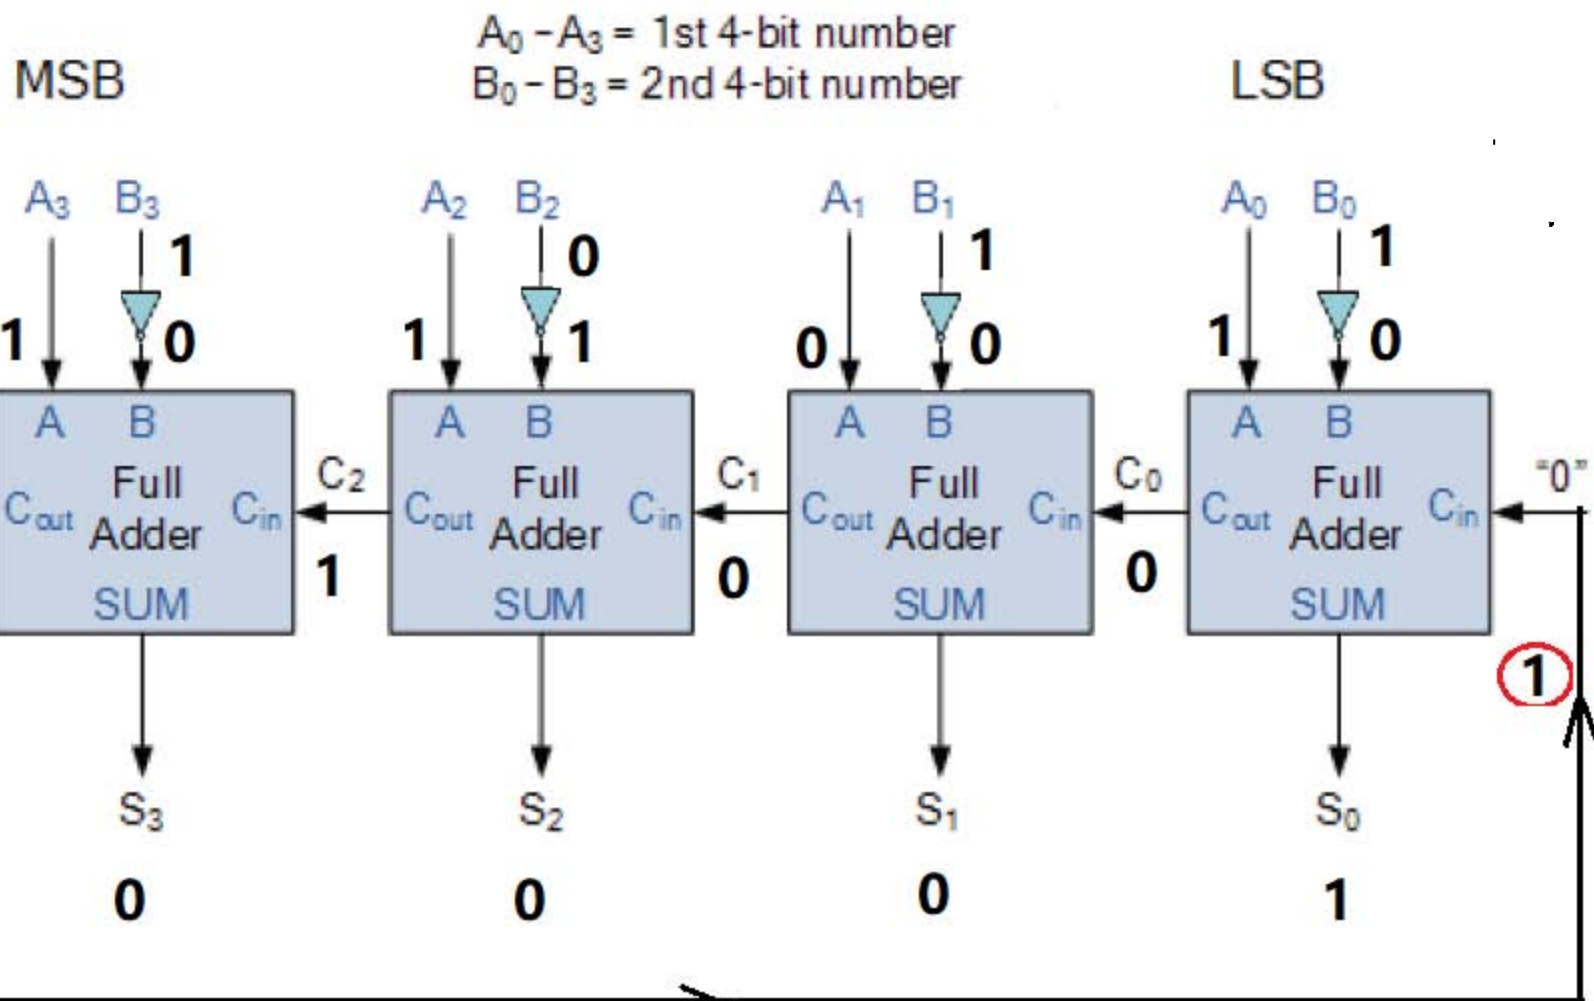 A₀ – A₃ = 1st 4-bit number
MSB
B₀ – B₃ = 2nd 4-bit number
LSB
A₃ B₃ A₂ B₂ A₁ B₁ A₀ B₀
1 0 1 1
1 0 1 1 0 0 1 0
A B A B A B A B
C₂ C₁ C₀ “0”
Full Full Full Full
Cout Adder Cin Cout Adder Cin Cout Adder Cin Cout Adder Cin
1 0 0
SUM SUM SUM SUM
1
S₃ S₂ S₁ S₀
0 0 0 1